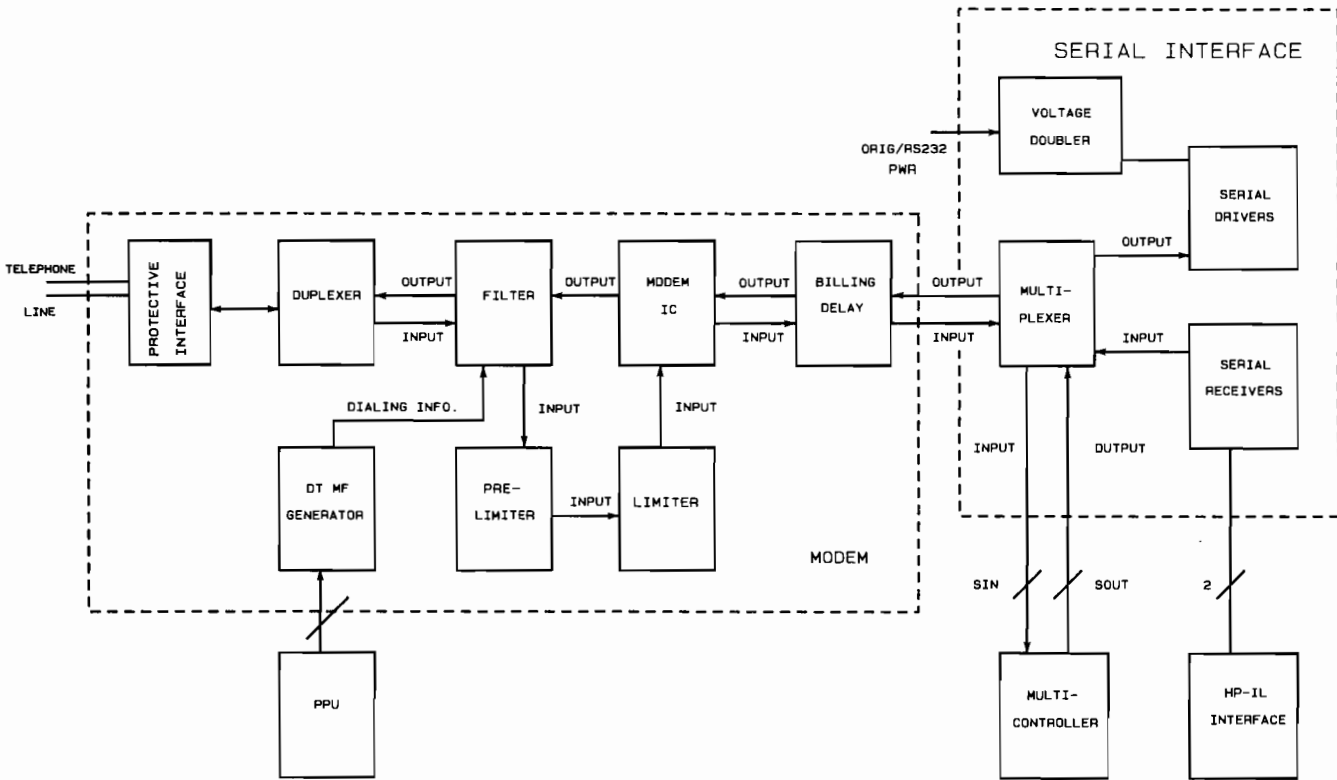 SERIAL INTERFACE
VOLTAGE
DOUBLER
ORIG/RS232
PWR
SERIAL
DRIVERS
OUTPUT
TELEPHONE
LINE
PROTECTIVE
INTERFACE
DUPLEXER
OUTPUT
INPUT
FILTER
OUTPUT
MODEM
IC
OUTPUT
INPUT
BILLING
DELAY
OUTPUT
INPUT
MULTI-
PLEXER
INPUT
SERIAL
RECEIVERS
DIALING INFO.
INPUT
INPUT
INPUT
OUTPUT
DT MF
GENERATOR
PRE-
LIMITER
INPUT
LIMITER
MODEM
SIN
SOUT
2
PPU
MULTI-
CONTROLLER
HP-IL
INTERFACE